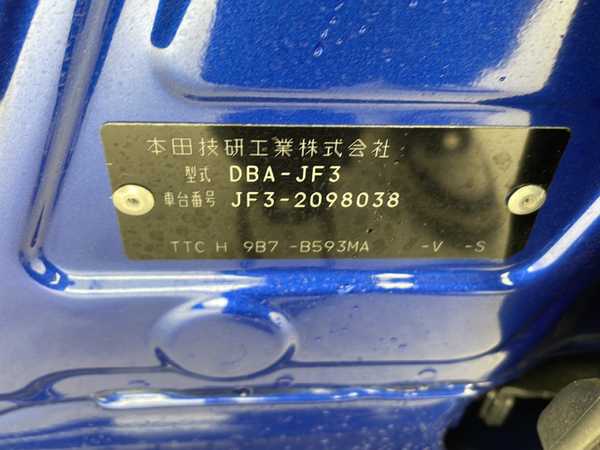 本田技研工業株式会社
型式 DBA-JF3
車台番号 JF3-2098038
TTC H 9B7 -B593MA -V -S